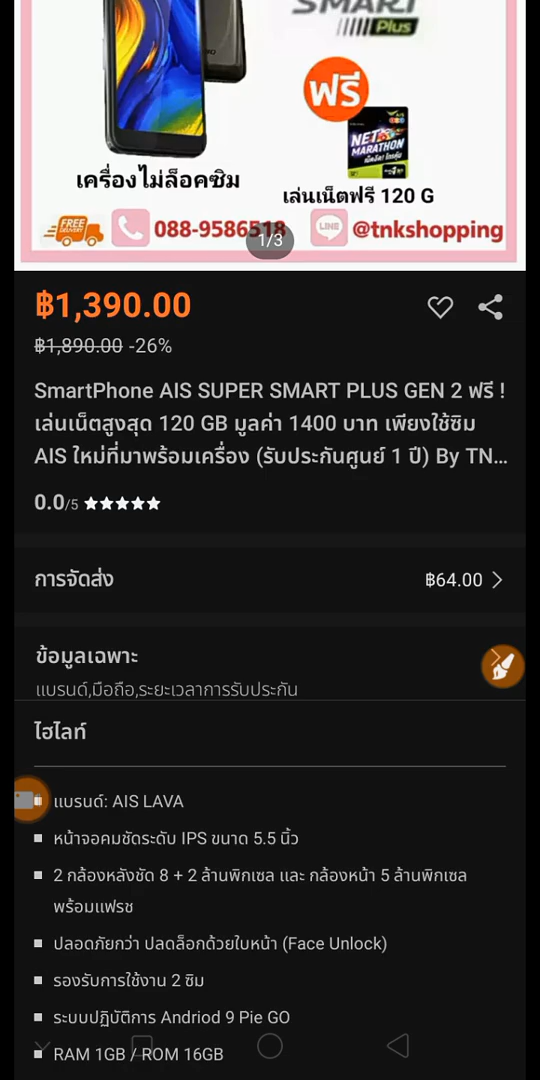 SMART
Plus
ฟรี
AIS
NET
MARATHON
เครื่องไม่ล็อคซิม
เล่นเน็ตฟรี 120 G
FREE
DELIVERY
088-9586518
LINE
@tnkshopping
1/3
฿1,390.00
฿1,890.00 -26%
SmartPhone AIS SUPER SMART PLUS GEN 2 ฟรี !
เล่นเน็ตสูงสุด 120 GB มูลค่า 1400 บาท เพียงใช้ซิม
AIS ใหม่ที่มาพร้อมเครื่อง (รับประกันศูนย์ 1 ปี) By TN...
0.0/5
การจัดส่ง
฿64.00
ข้อมูลเฉพาะ
แบรนด์,มือถือ,ระยะเวลาการรับประกัน
ไฮไลท์
แบรนด์: AIS LAVA
หน้าจอคมชัดระดับ IPS ขนาด 5.5 นิ้ว
2 กล้องหลังชัด 8 + 2 ล้านพิกเซล และ กล้องหน้า 5 ล้านพิกเซล
พร้อมแฟรช
ปลอดภัยกว่า ปลดล็อกด้วยใบหน้า (Face Unlock)
รองรับการใช้งาน 2 ซิม
ระบบปฏิบัติการ Andriod 9 Pie GO
RAM 1GB / ROM 16GB